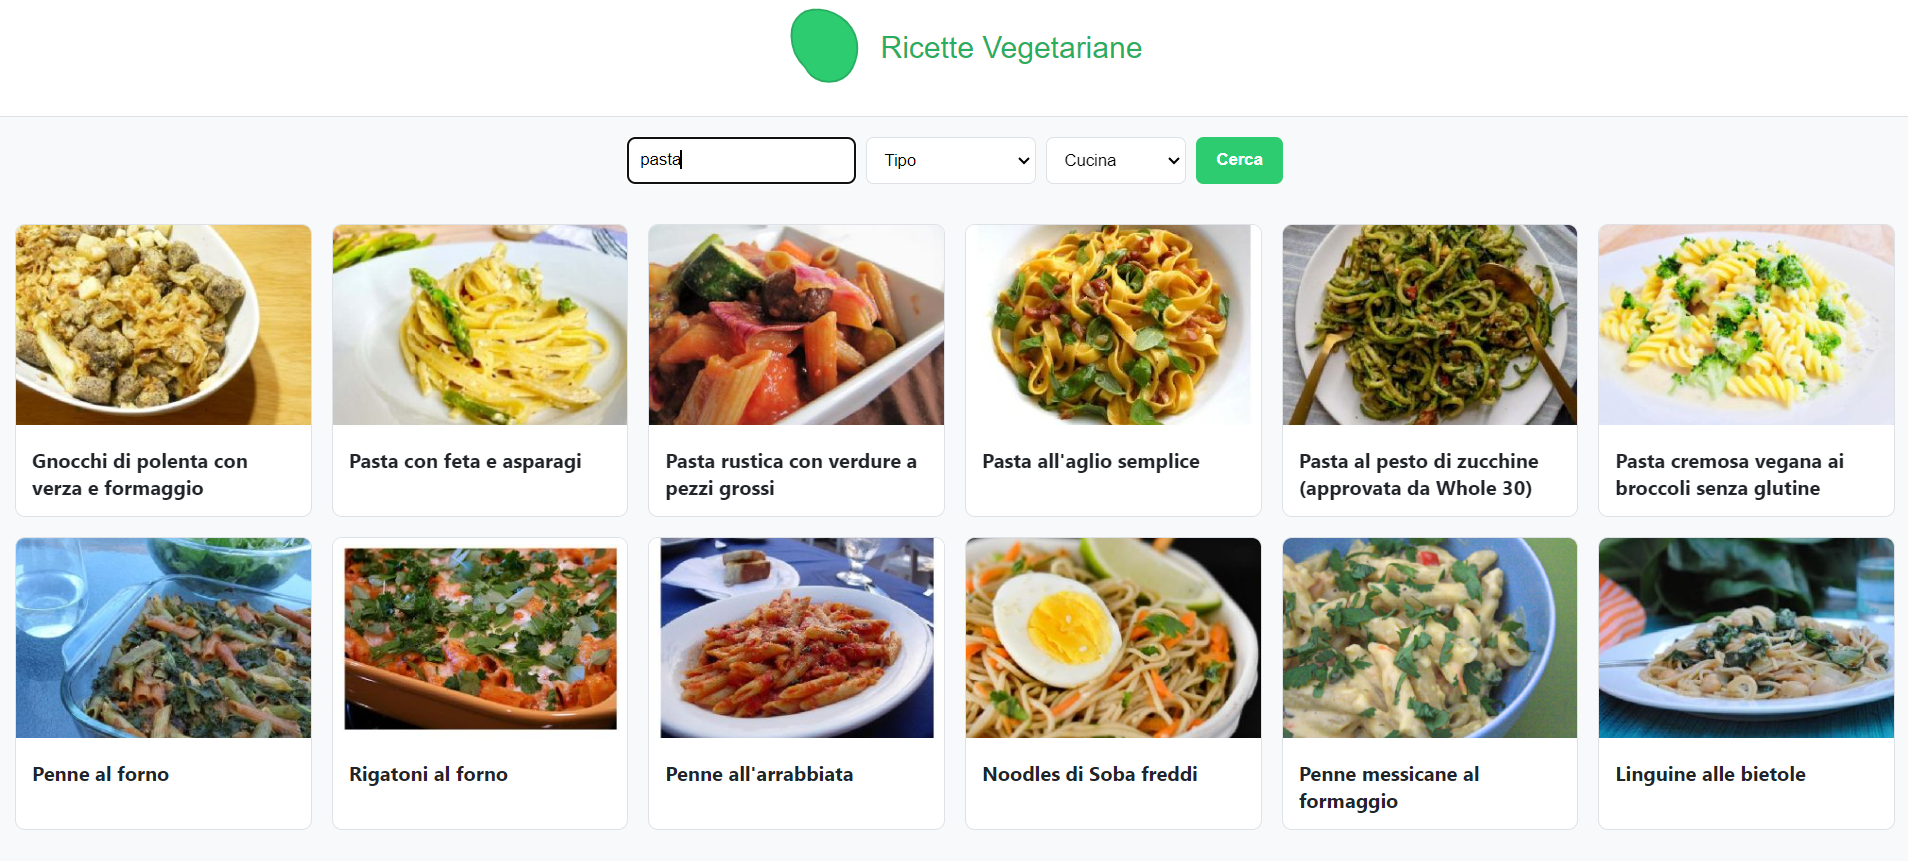 Ricette Vegetariane
pasta
Tipo
Cucina
Cerca
Gnocchi di polenta con
verza e formaggio
Pasta con feta e asparagi
Pasta rustica con verdure a
pezzi grossi
Pasta all'aglio semplice
Pasta al pesto di zucchine
(approvata da Whole 30)
Pasta cremosa vegana ai
broccoli senza glutine
Penne al forno
Rigatoni al forno
Penne all'arrabbiata
Noodles di Soba freddi
Penne messicane al
formaggio
Linguine alle bietole